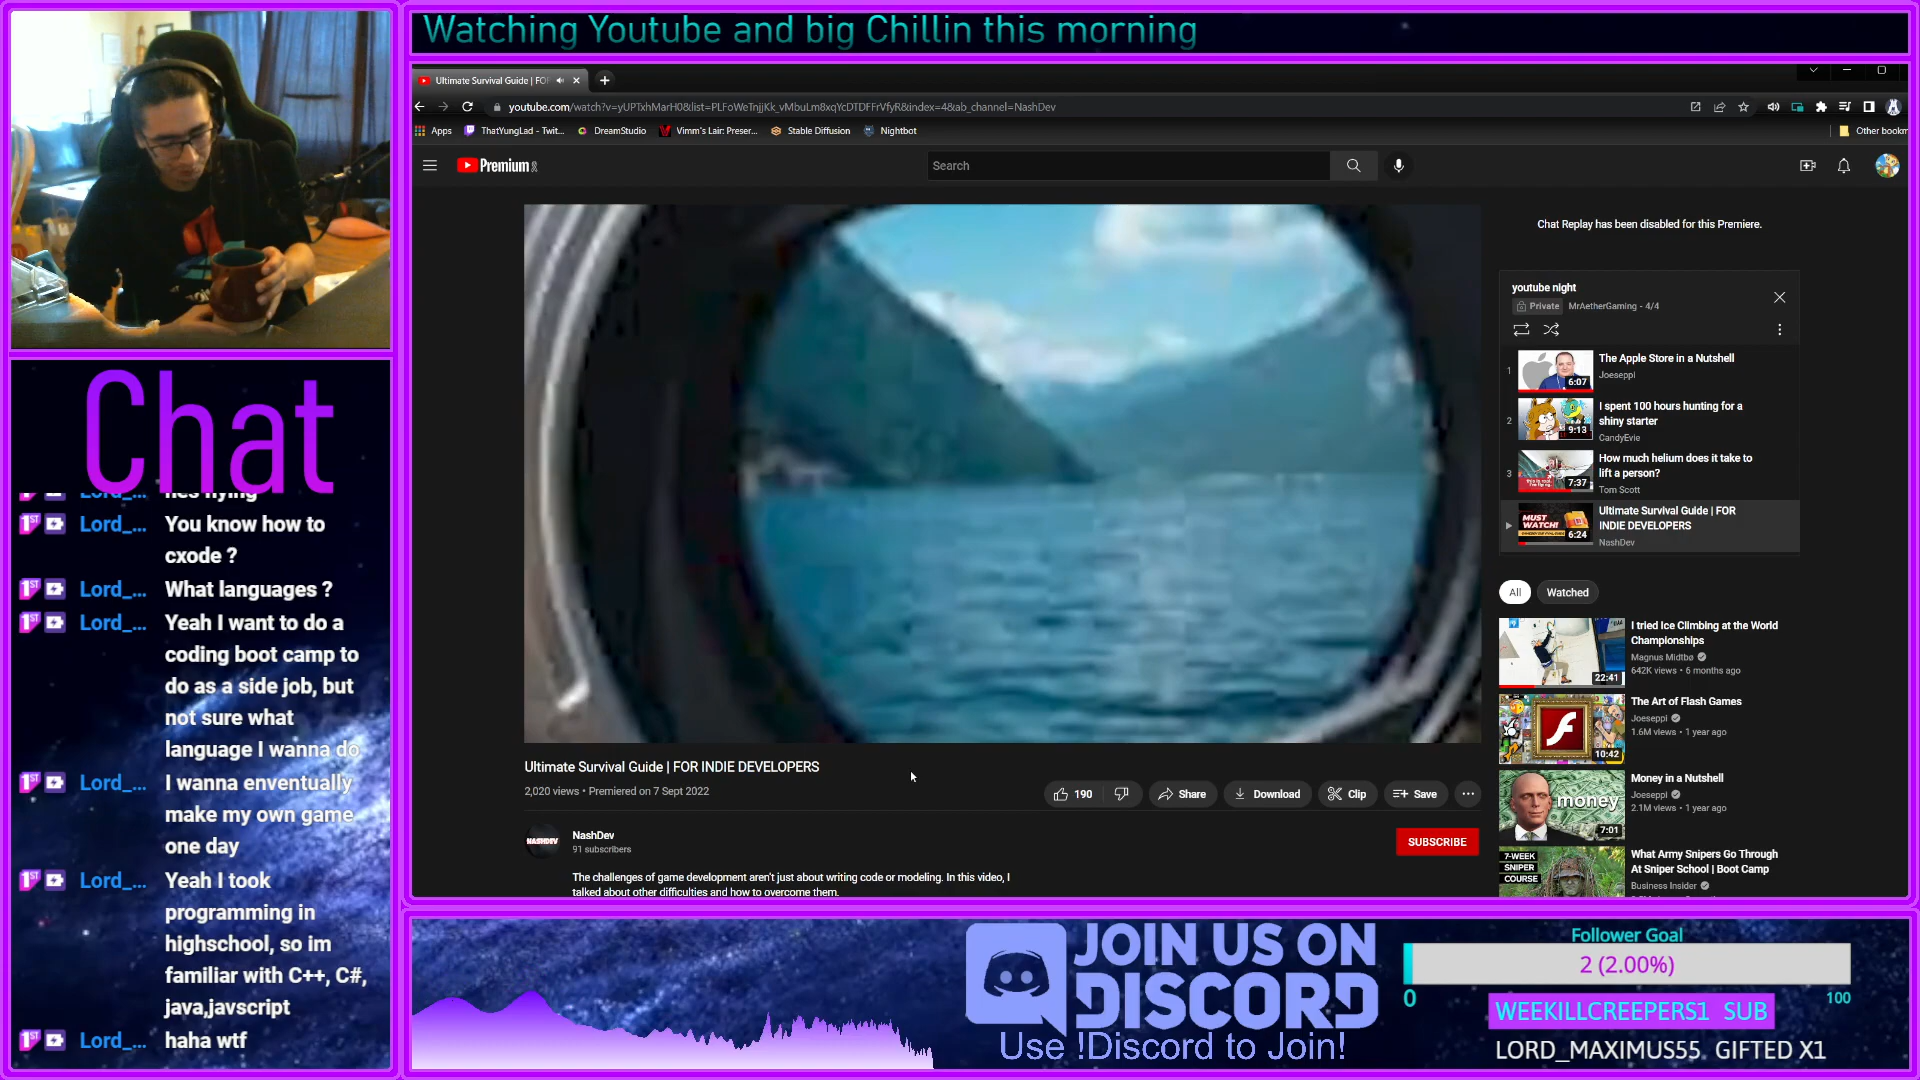 Watching Youtube and big Chillin this morning
Chat
Lord_...
You know how to
cxode ?
Lord_...
What languages ?
Lord_...
Yeah I want to do a
coding boot camp to
do as a side job, but
not sure what
language I wanna do
Lord_...
I wanna enventually
make my own game
one day
Lord_...
Yeah I took
programming in
highschool, so im
familiar with C++, C#,
java,javscript
Lord_...
haha wtf
Ultimate Survival Guide | FO
youtube.com/watch?v=yUPTxhMarH0&list=PLFoWeTnjjKk_vMbuLm8xqYcDTDFFrVfyR&index=4&ab_channel=NashDev
Apps
ThatYungLad - Twit...
DreamStudio
Vimm's Lair: Preser...
Stable Diffusion
Nightbot
Other bookm
Premium
Search
Ultimate Survival Guide | FOR INDIE DEVELOPERS
2,020 views • Premiered on 7 Sept 2022
190
Share
Download
Clip
Save
NASHDEV
NashDev
91 subscribers
SUBSCRIBE
The challenges of game development aren't just about writing code or modeling. In this video, I
talked about other difficulties and how to overcome them.
Chat Replay has been disabled for this Premiere.
youtube night
Private
MrAetherGaming - 4/4
1
6:07
The Apple Store in a Nutshell
Joeseppi
2
9:13
I spent 100 hours hunting for a
shiny starter
CandyEvie
3
7:37
How much helium does it take to
lift a person?
Tom Scott
MUST
WATCH!
6:24
Ultimate Survival Guide | FOR
INDIE DEVELOPERS
NashDev
All
Watched
22:41
I tried Ice Climbing at the World
Championships
Magnus Midtbø
642K views • 6 months ago
10:42
The Art of Flash Games
Joeseppi
1.6M views • 1 year ago
money
7:01
Money in a Nutshell
Joeseppi
2.1M views • 1 year ago
7-WEEK
SNIPER
COURSE
What Army Snipers Go Through
At Sniper School | Boot Camp
Business Insider
JOIN US ON
DISCORD
Use !Discord to Join!
Follower Goal
2 (2.00%)
0
100
WEEKILLCREEPERS1 SUB
LORD_MAXIMUS55 GIFTED X1